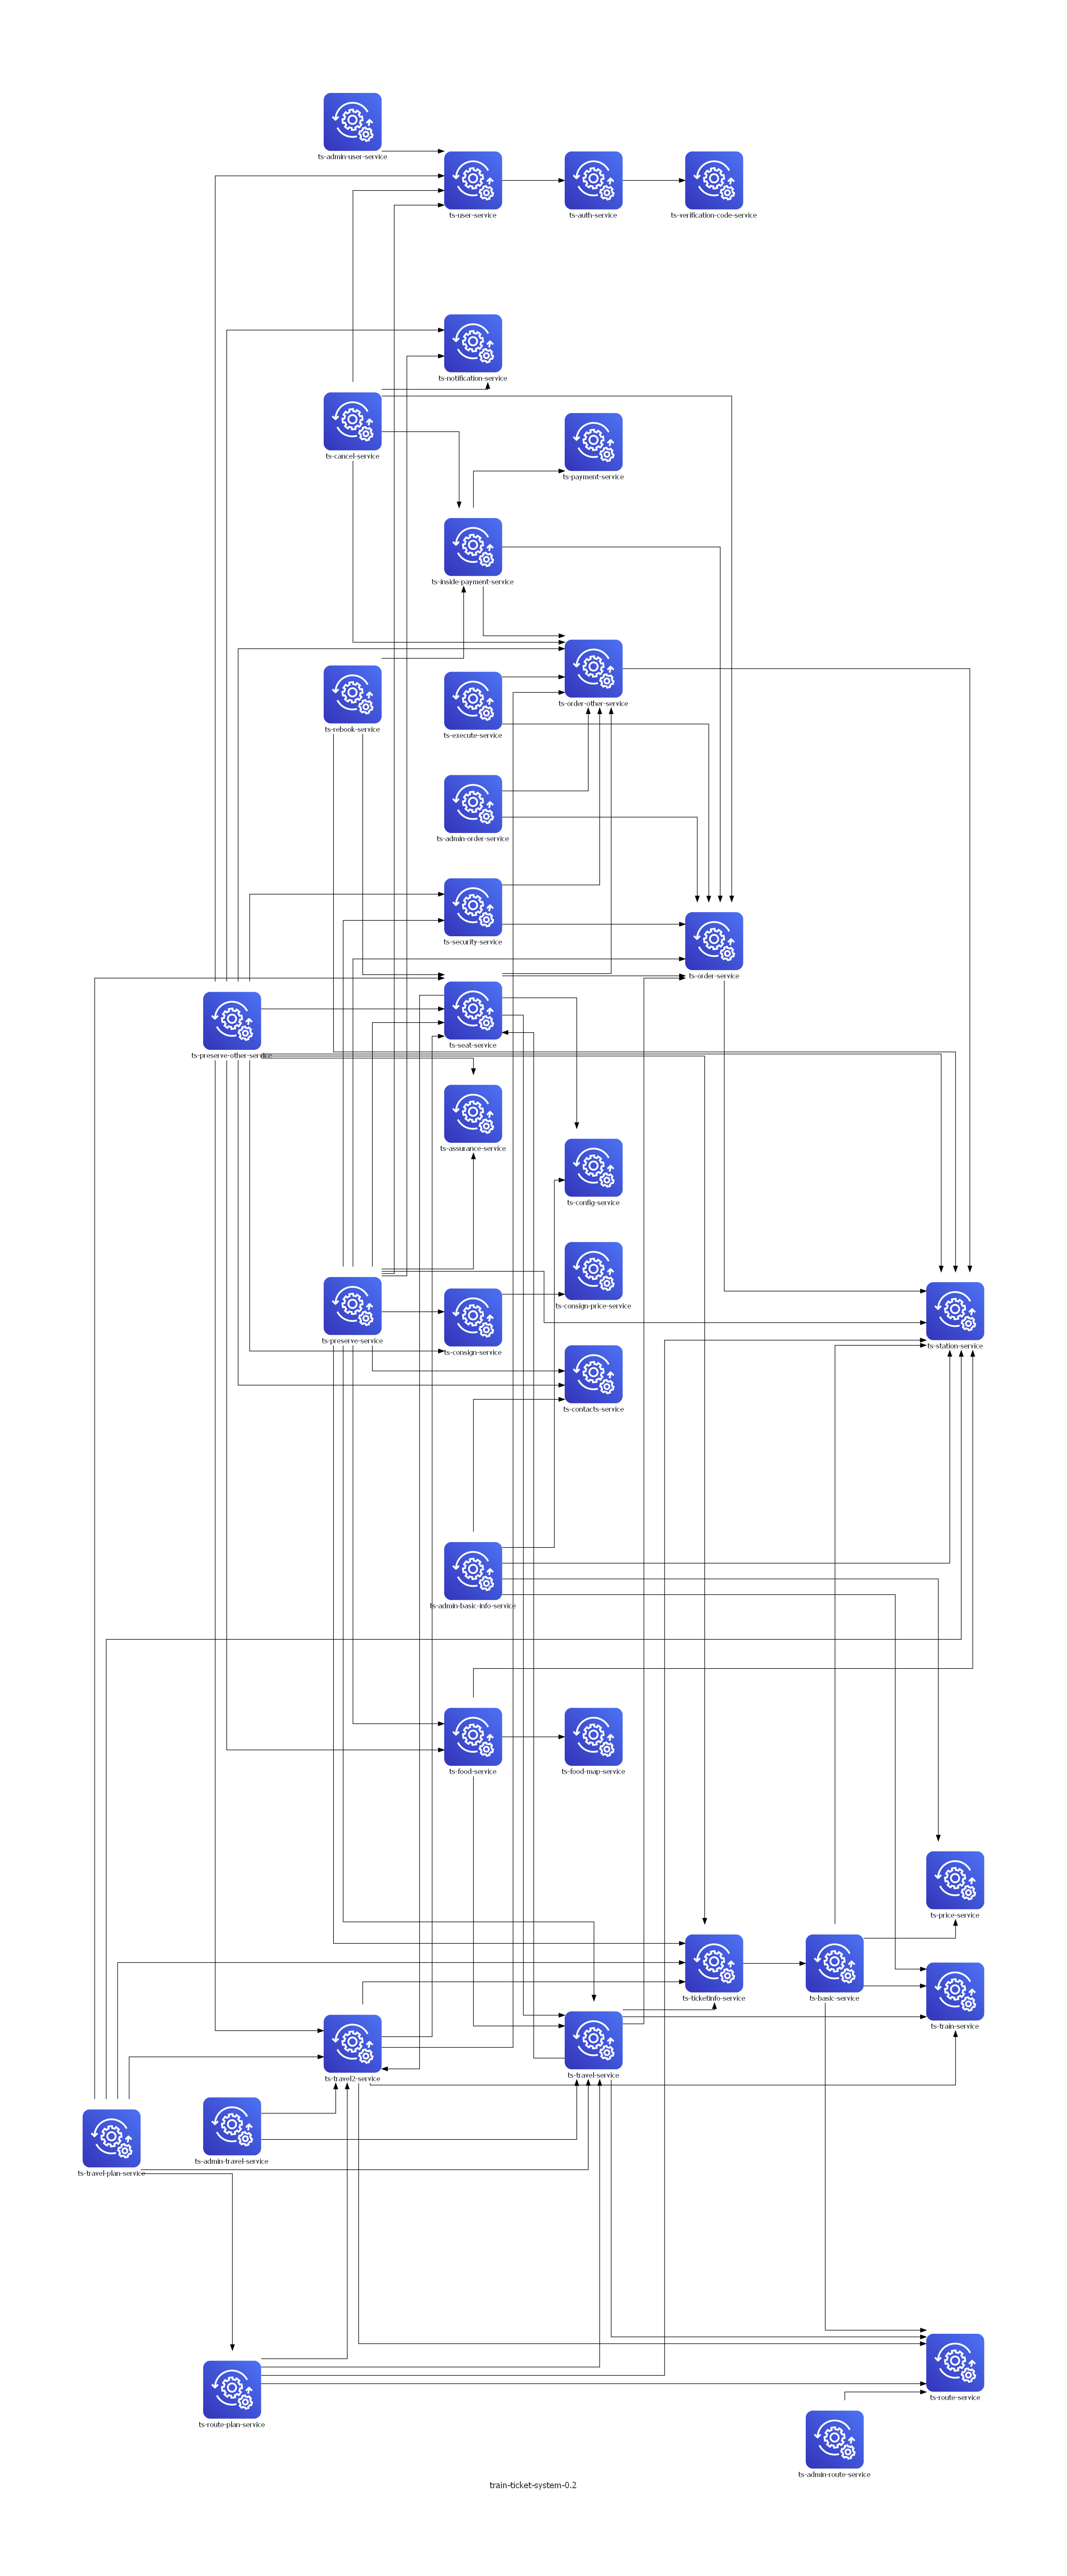 ts-admin-user-service
ts-user-service
ts-auth-service
ts-verification-code-service
ts-notification-service
ts-cancel-service
ts-payment-service
ts-inside-payment-service
ts-order-other-service
ts-rebook-service
ts-execute-service
ts-admin-order-service
ts-security-service
ts-order-service
ts-seat-service
ts-preserve-other-service
ts-assurance-service
ts-config-service
ts-consign-price-service
ts-preserve-service
ts-consign-service
ts-station-service
ts-contacts-service
ts-admin-basic-info-service
ts-food-service
ts-food-map-service
ts-price-service
ts-ticketinfo-service
ts-basic-service
ts-train-service
ts-travel2-service
ts-travel-service
ts-travel-plan-service
ts-admin-travel-service
ts-route-service
ts-route-plan-service
ts-admin-route-service
train-ticket-system-0.2